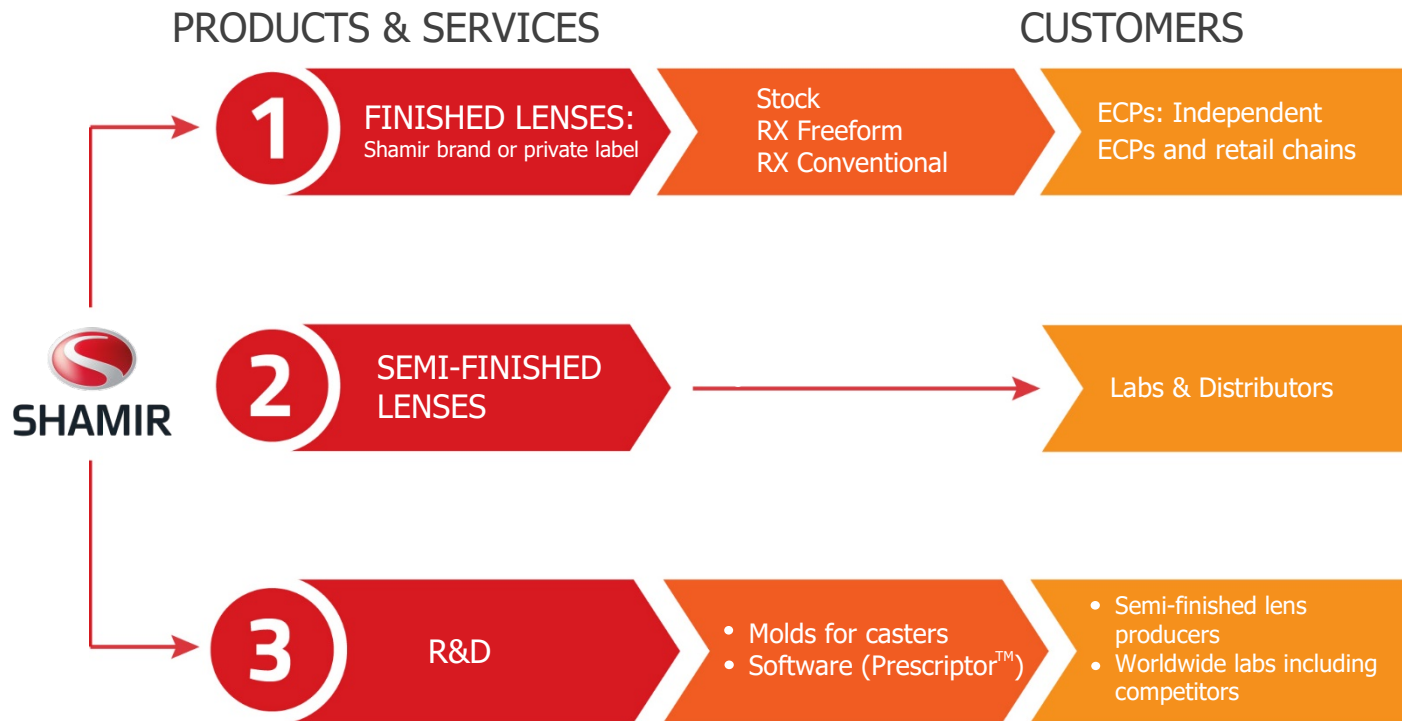 PRODUCTS & SERVICES
CUSTOMERS
1
FINISHED LENSES:
Shamir brand or private label
Stock
RX Freeform
RX Conventional
ECPs: Independent
ECPs and retail chains
SHAMIR
2
SEMI-FINISHED
LENSES
Labs & Distributors
3
R&D
• Molds for casters
• Software (Prescriptor™)
• Semi-finished lens
producers
• Worldwide labs including
competitors